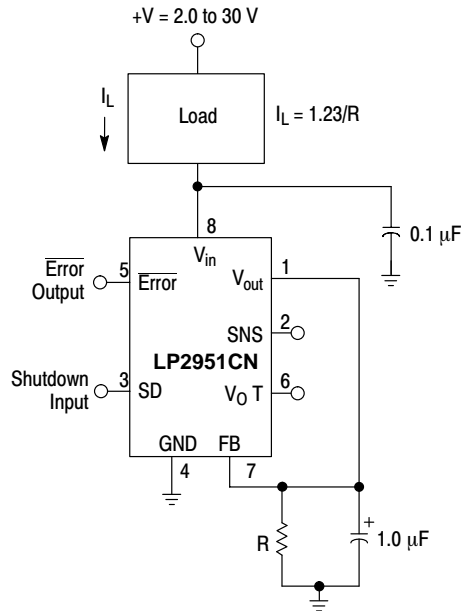 +V = 2.0 to 30 V
I_L
Load
I_L = 1.23/R
8
0.1 μF
V_in
Error
Output
5
Error
V_out
1
SNS
2
LP2951CN
Shutdown
Input
3
SD
V_O T
6
GND
FB
4
7
R
+
1.0 μF